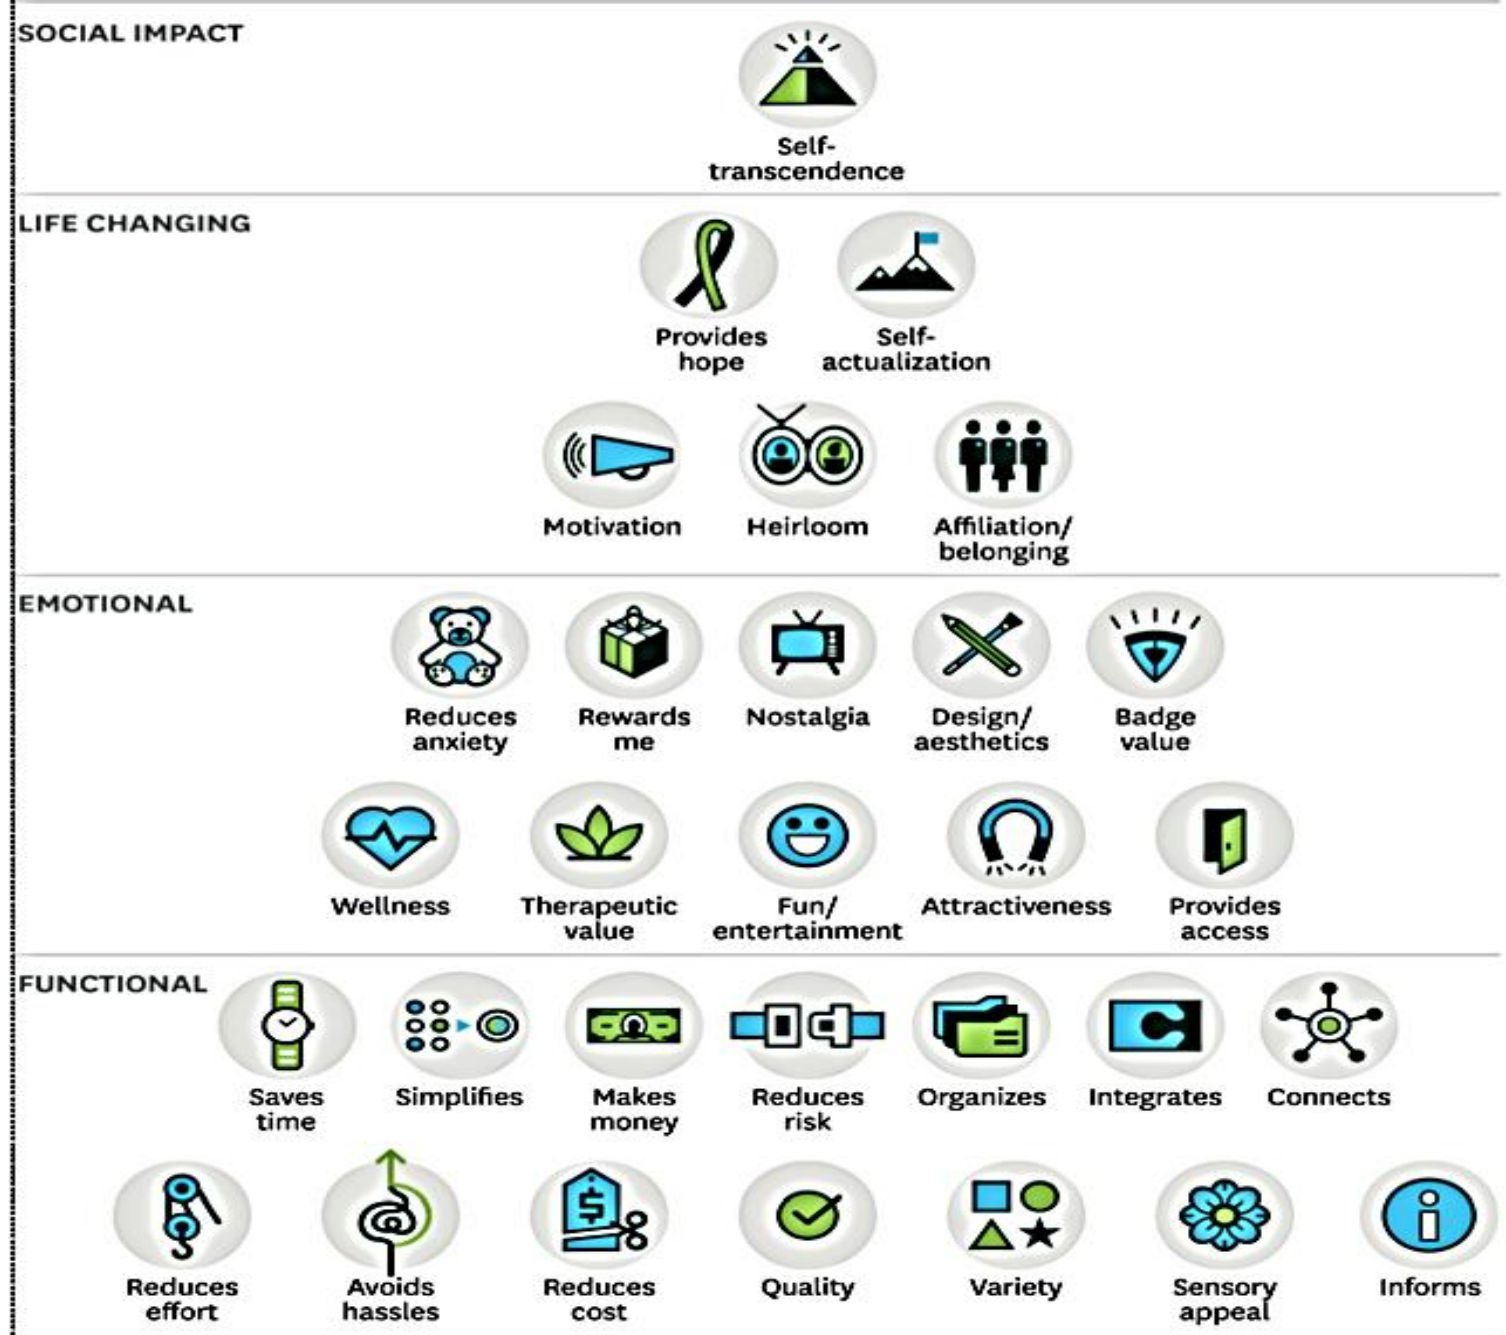 SOCIAL IMPACT
Self-
transcendence
LIFE CHANGING
Provides
hope
Self-
actualization
Motivation
Heirloom
Affiliation/
belonging
EMOTIONAL
Reduces
anxiety
Rewards
me
Nostalgia
Design/
aesthetics
Badge
value
Wellness
Therapeutic
value
Fun/
entertainment
Attractiveness
Provides
access
FUNCTIONAL
Saves
time
Simplifies
Makes
money
Reduces
risk
Organizes
Integrates
Connects
Reduces
effort
Avoids
hassles
$
Reduces
cost
Quality
Variety
Sensory
appeal
i
Informs